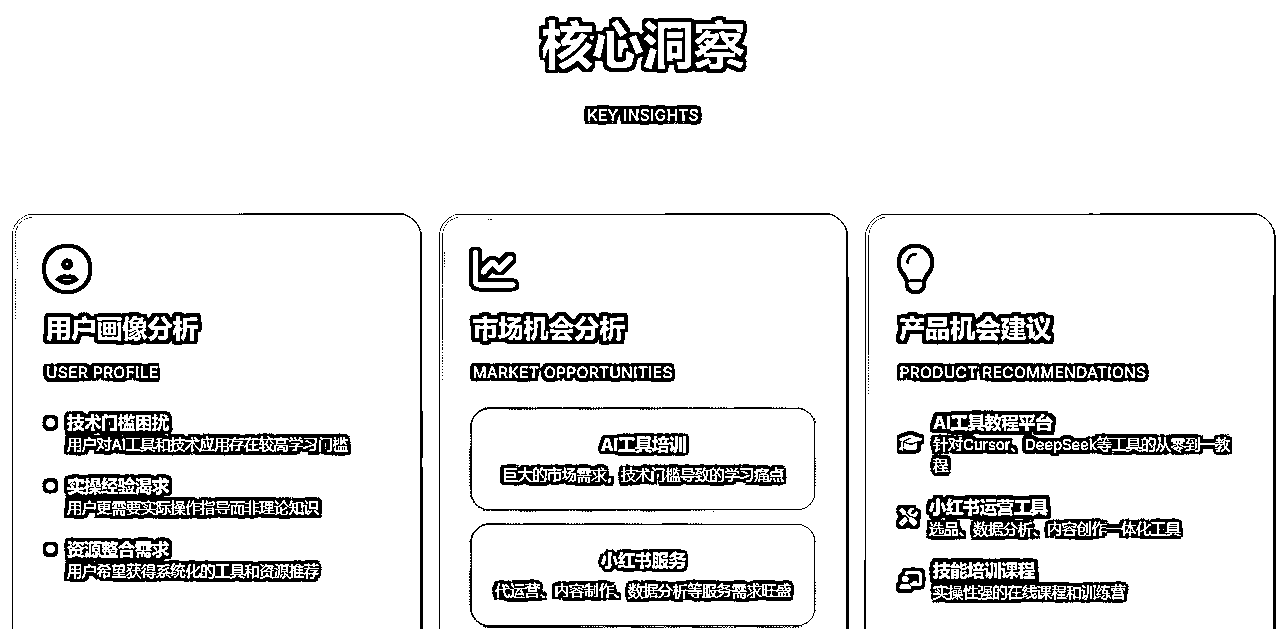 核心洞察
KEY INSIGHTS
用户画像分析
USER PROFILE
技术门槛困扰
用户对AI工具和技术应用存在较高学习门槛
实操经验渴求
用户更需要实际操作指导而非理论知识
资源整合需求
用户希望获得系统化的工具和资源推荐
市场机会分析
MARKET OPPORTUNITIES
AI工具培训
巨大的市场需求，技术门槛导致的学习痛点
小红书服务
代运营、内容制作、数据分析等服务需求旺盛
产品机会建议
PRODUCT RECOMMENDATIONS
AI工具教程平台
针对Cursor、DeepSeek等工具的从零到一教
程
小红书运营工具
选品、数据分析、内容创作一体化工具
技能培训课程
实操性强的在线课程和训练营